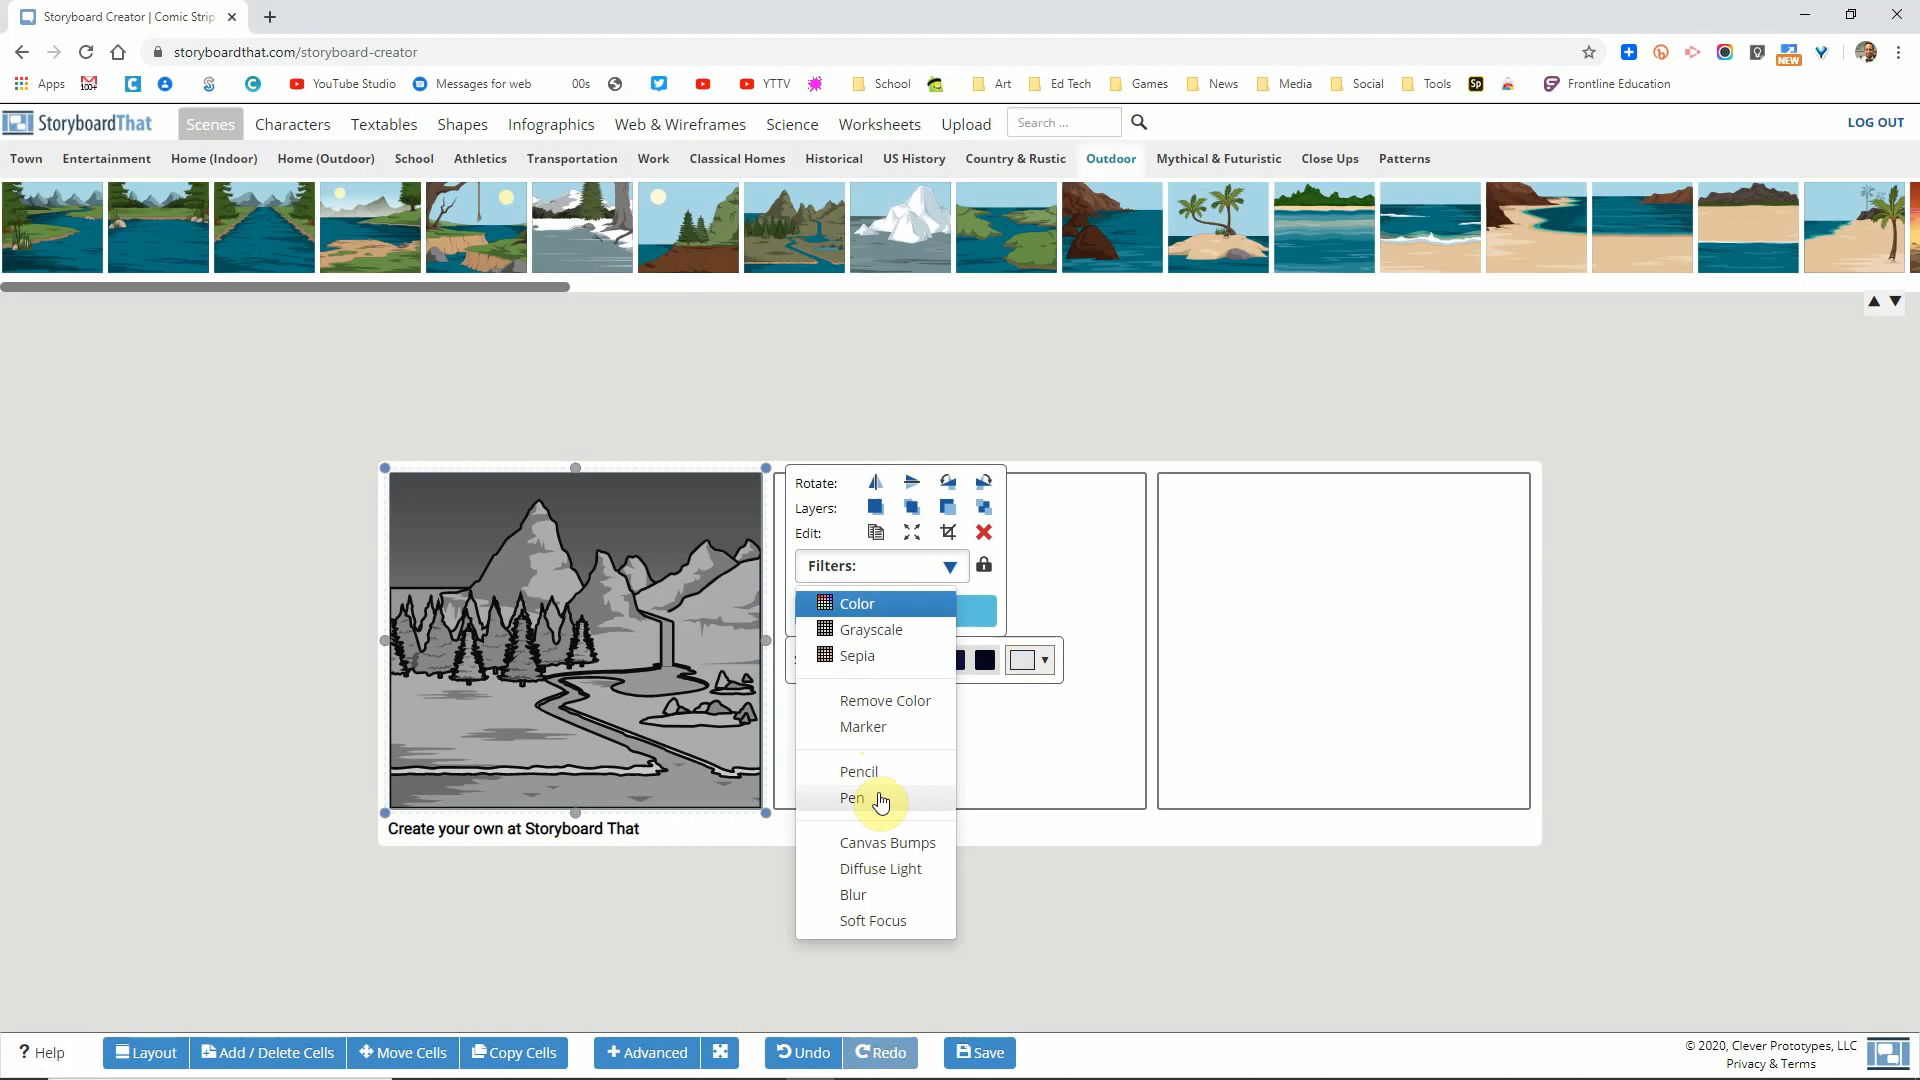 Storyboard Creator | Comic Strip
storyboardthat.com/storyboard-creator
Apps
YouTube Studio
Messages for web
00s
YTTV
School
Art
Ed Tech
Games
News
Media
Social
Tools
Sp
Frontline Education
NEW
StoryboardThat
Scenes
Characters
Textables
Shapes
Infographics
Web & Wireframes
Science
Worksheets
Upload
Search ...
LOG OUT
Town
Entertainment
Home (Indoor)
Home (Outdoor)
School
Athletics
Transportation
Work
Classical Homes
Historical
US History
Country & Rustic
Outdoor
Mythical & Futuristic
Close Ups
Patterns
Rotate:
Layers:
Edit:
Filters:
Color
Grayscale
Sepia
Remove Color
Marker
Pencil
Pen
Canvas Bumps
Diffuse Light
Blur
Soft Focus
Create your own at Storyboard That
? Help
Layout
Add / Delete Cells
Move Cells
Copy Cells
+ Advanced
Undo
Redo
Save
© 2020, Clever Prototypes, LLC
Privacy & Terms